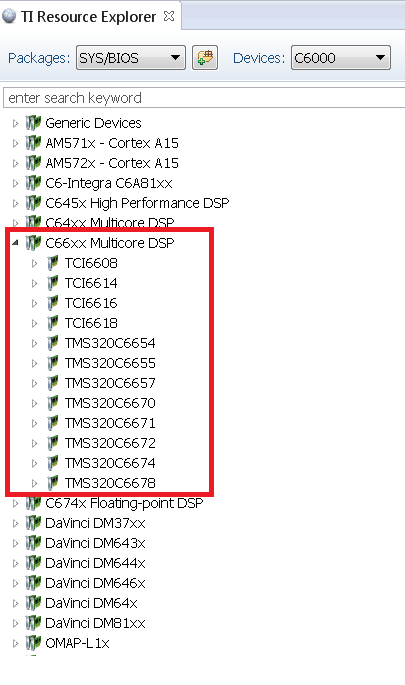 TI Resource Explorer
Packages: SYS/BIOS Devices: C6000
enter search keyword
Generic Devices
AM571x - Cortex A15
AM572x - Cortex A15
C6-Integra C6A81xx
C645x High Performance DSP
C64xx Multicore DSP
C66xx Multicore DSP
TCI6608
TCI6614
TCI6616
TCI6618
TMS320C6654
TMS320C6655
TMS320C6657
TMS320C6670
TMS320C6671
TMS320C6672
TMS320C6674
TMS320C6678
C674x Floating-point DSP
DaVinci DM37xx
DaVinci DM643x
DaVinci DM644x
DaVinci DM646x
DaVinci DM64x
DaVinci DM81xx
OMAP-L1x